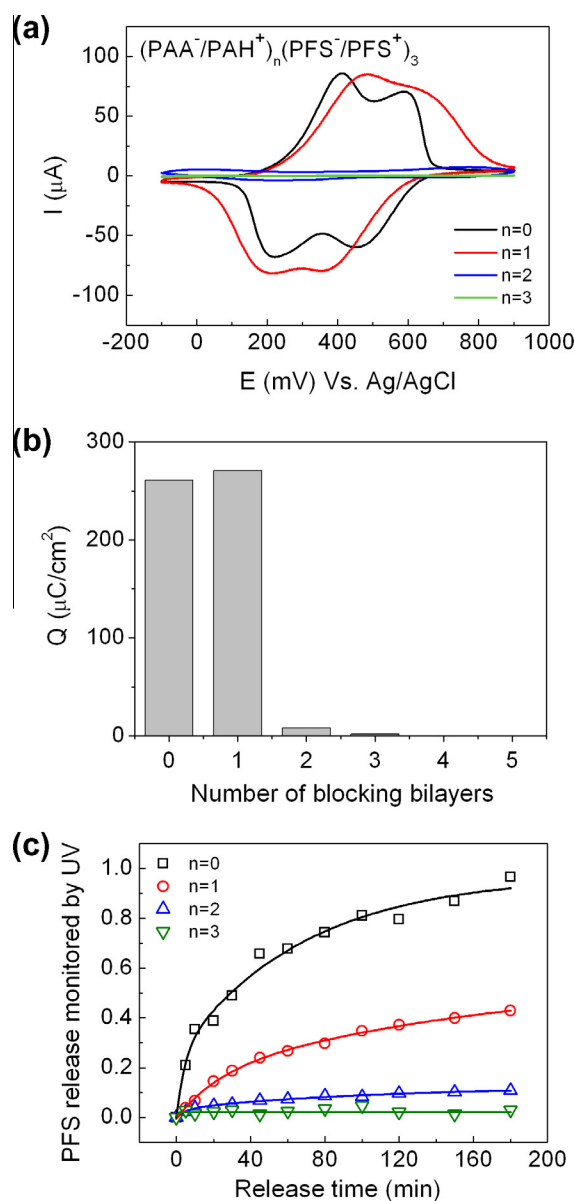 (a)
(PAA⁻/PAH⁺)ₙ(PFS⁻/PFS⁺)₃
100
50
0
-50
-100
I (μA)
n=0
n=1
n=2
n=3
-200 0 200 400 600 800 1000
E (mV) Vs. Ag/AgCl
(b)
300
200
100
0
Q (μC/cm²)
0 1 2 3 4 5
Number of blocking bilayers
(c)
n=0
n=1
n=2
n=3
1.0
0.8
0.6
0.4
0.2
0.0
PFS release monitored by UV
0 40 80 120 160 200
Release time (min)